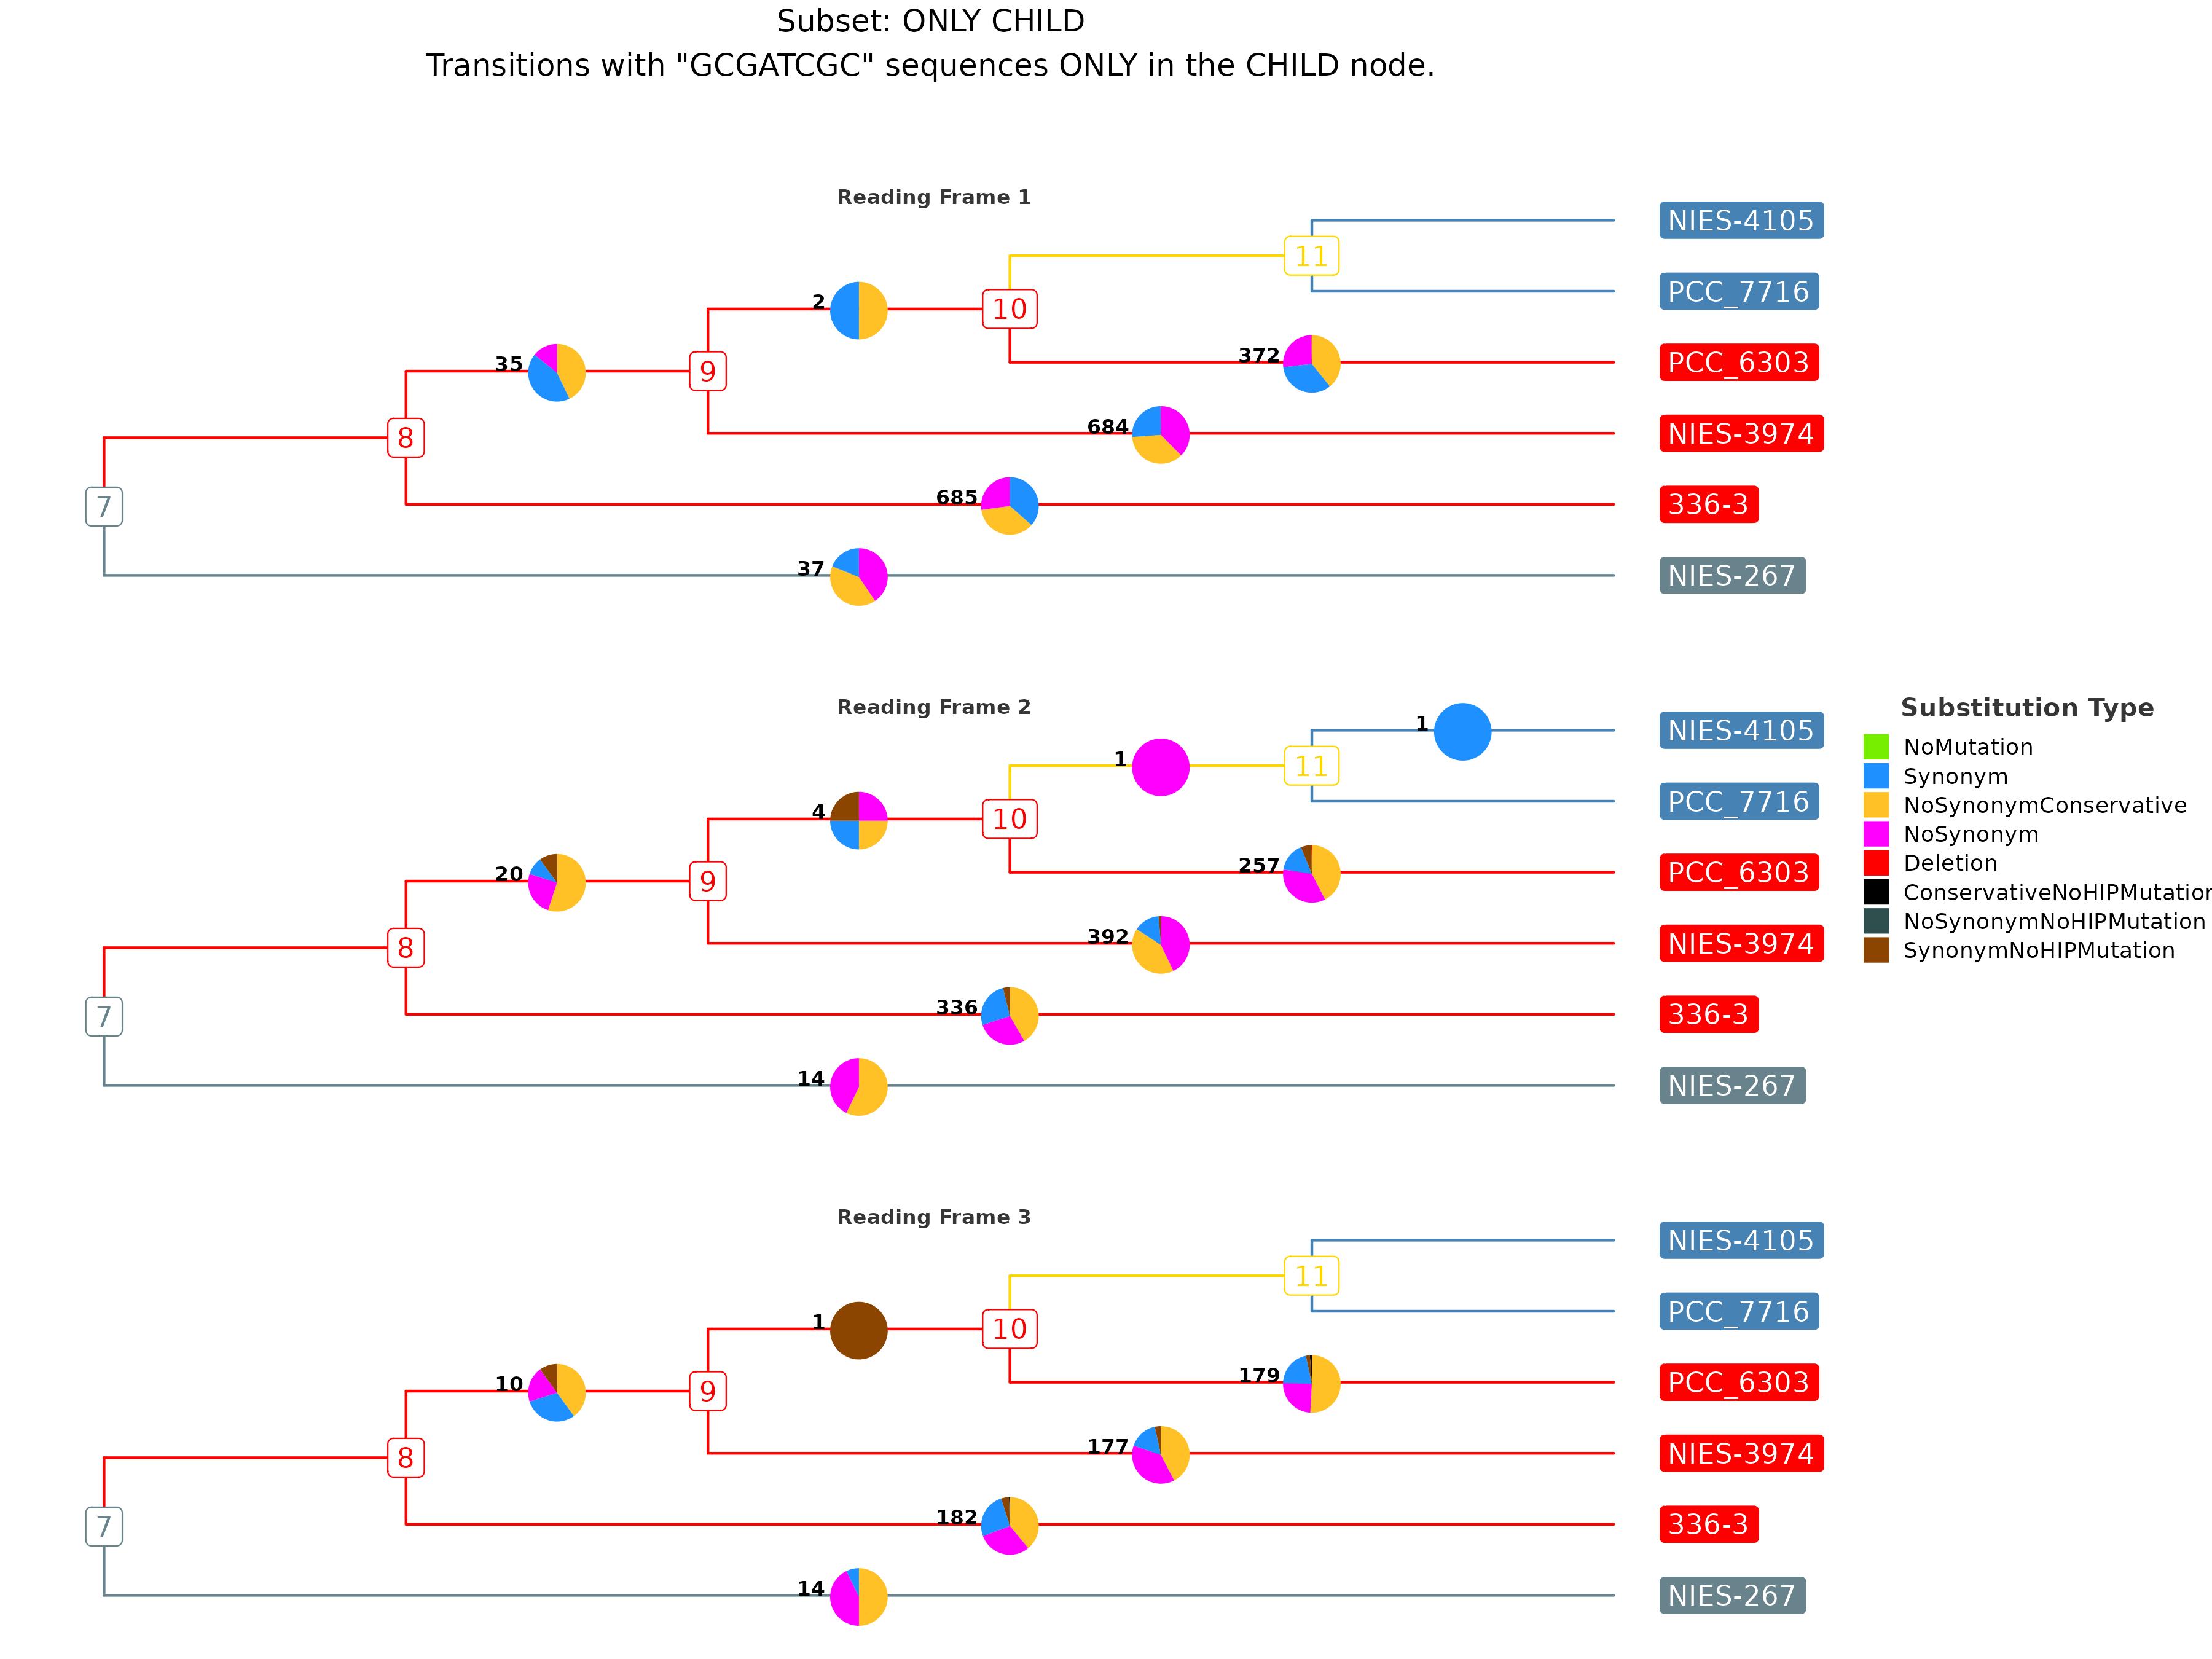 Subset: ONLY CHILD
Transitions with "GCGATCGC" sequences ONLY in the CHILD node.
Reading Frame 1
NIES-4105
11
2
PCC_7716
10
35
372
PCC_6303
9
684
NIES-3974
8
685
336-3
7
37
NIES-267
Reading Frame 2
1
NIES-4105
1
11
4
PCC_7716
10
20
257
PCC_6303
9
392
NIES-3974
8
336
336-3
7
14
NIES-267
Substitution Type
NoMutation
Synonym
NoSynonymConservative
NoSynonym
Deletion
ConservativeNoHIPMutation
NoSynonymNoHIPMutation
SynonymNoHIPMutation
Reading Frame 3
NIES-4105
11
1
PCC_7716
10
10
179
PCC_6303
9
177
NIES-3974
8
182
336-3
7
14
NIES-267